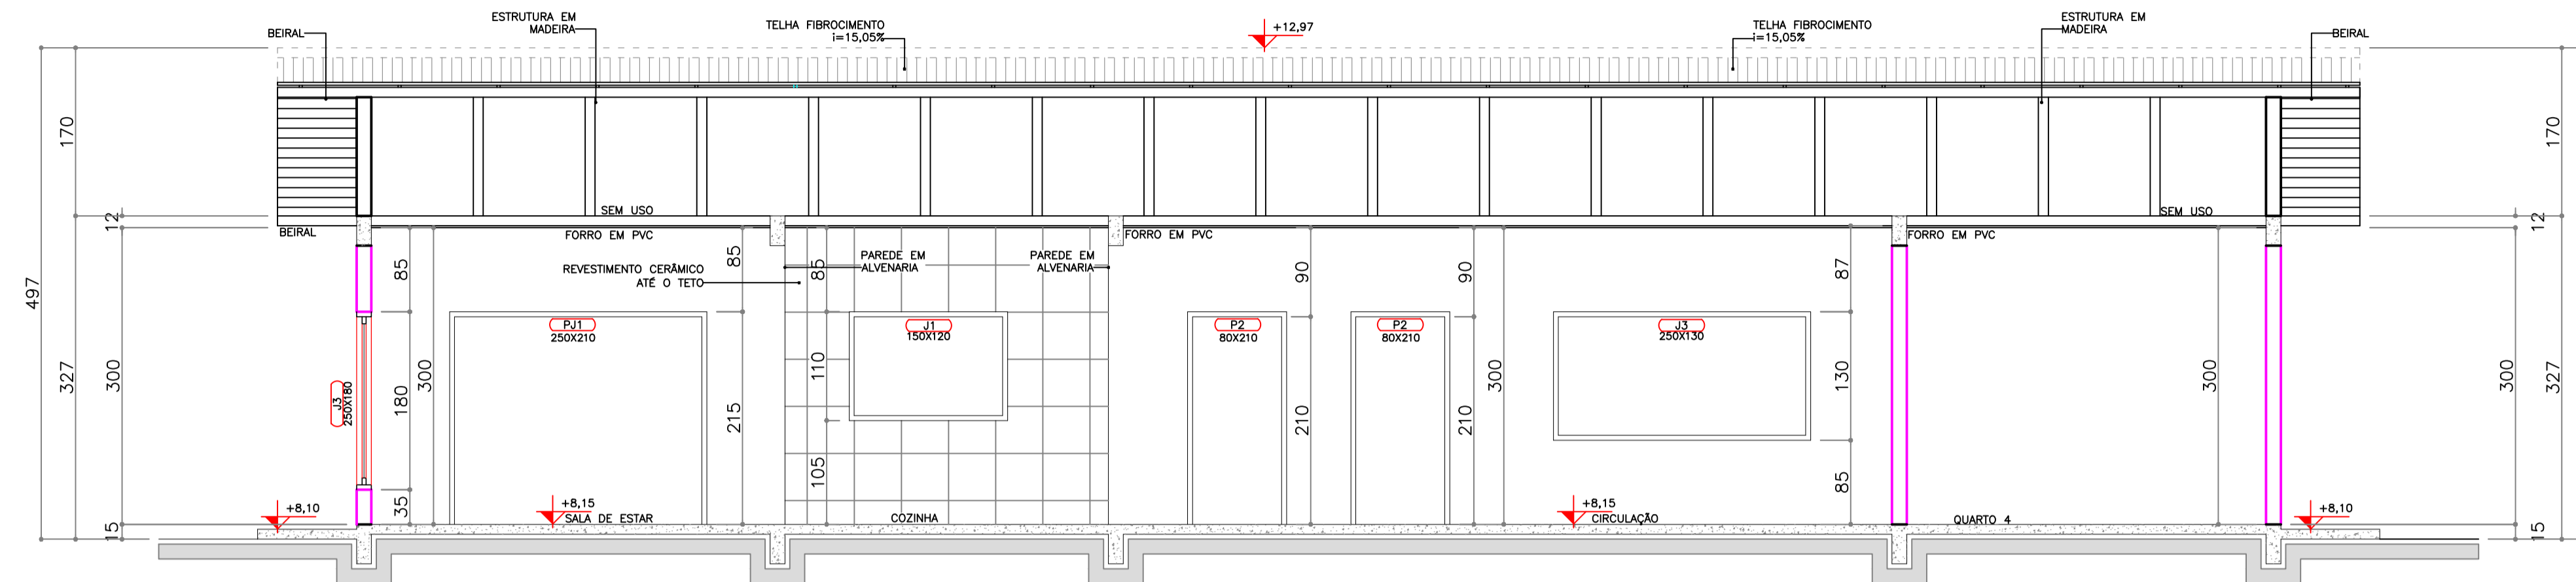 ESTRUTURA EM
MADEIRA
BEIRAL
TELHA FIBROCIMENTO
i=15,05%
+12,97
TELHA FIBROCIMENTO
i=15,05%
ESTRUTURA EM
MADEIRA
BEIRAL
170
170
SEM USO
SEM USO
12
12
BEIRAL
FORRO EM PVC
FORRO EM PVC
FORRO EM PVC
REVESTIMENTO CERÂMICO
ATÉ O TETO
PAREDE EM
ALVENARIA
PAREDE EM
ALVENARIA
85
85
85
90
90
87
497
327
300
J3
250X180
180
300
35
PJ1
250X210
215
J1
150X120
110
105
P2
80X210
210
P2
80X210
210
300
J3
250X130
130
85
300
300
327
+8,10
+8,15
SALA DE ESTAR
COZINHA
+8,15
CIRCULAÇÃO
QUARTO 4
+8,10
15
15